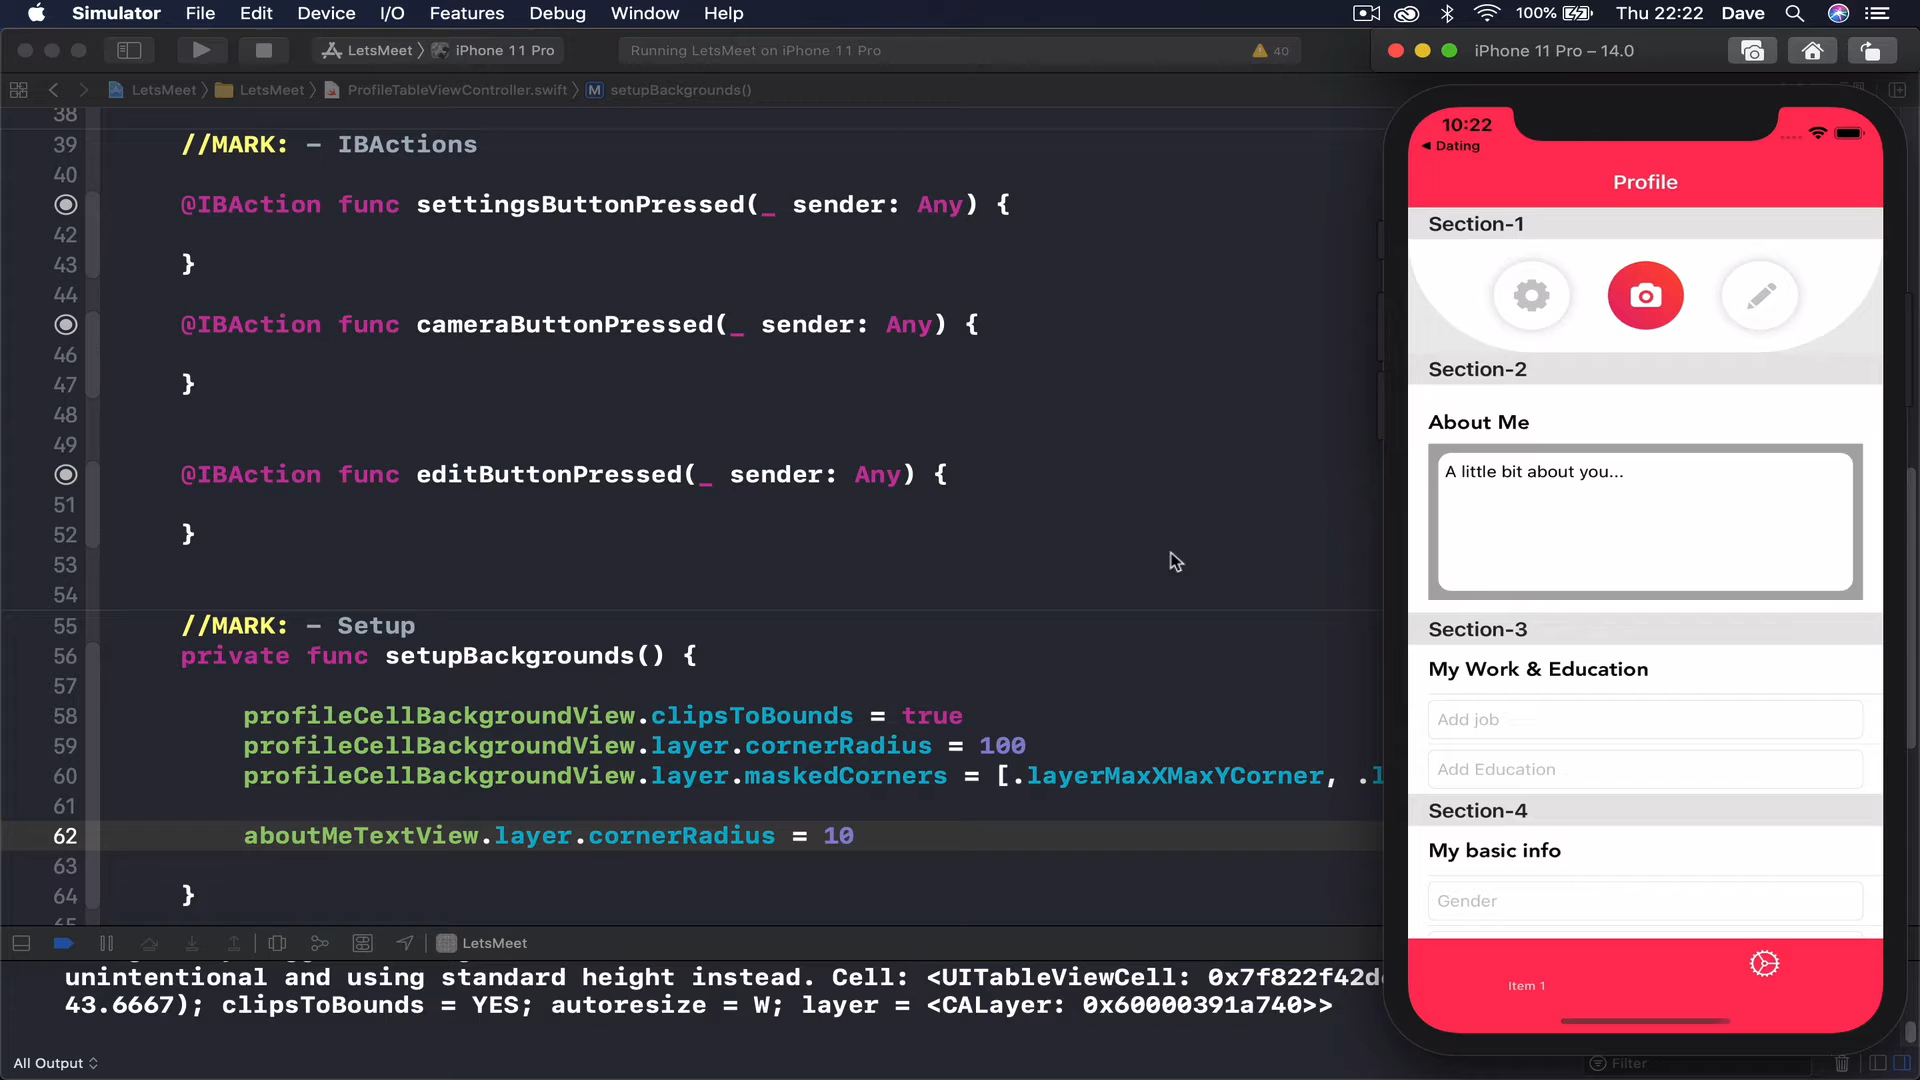 Simulator File Edit Device I/O Features Debug Window Help 100% Thu 22:22 Dave
LetsMeet iPhone 11 Pro Running LetsMeet on iPhone 11 Pro 40
LetsMeet LetsMeet ProfileTableViewController.swift M setupBackgrounds()
38
39 //MARK: - IBActions
40
@IBAction func settingsButtonPressed(_ sender: Any) {
42
43 }
44
@IBAction func cameraButtonPressed(_ sender: Any) {
46
47 }
48
49
@IBAction func editButtonPressed(_ sender: Any) {
51
52 }
53
54
55 //MARK: - Setup
56 private func setupBackgrounds() {
57
58 profileCellBackgroundView.clipsToBounds = true
59 profileCellBackgroundView.layer.cornerRadius = 100
60 profileCellBackgroundView.layer.maskedCorners = [.layerMaxXMaxYCorner, .l
61
62 aboutMeTextView.layer.cornerRadius = 10
63
64 }
65
LetsMeet
unintentional and using standard height instead. Cell: <UITableViewCell: 0x7f822f42d
43.6667); clipsToBounds = YES; autoresize = W; layer = <CALayer: 0x60000391a740>>
All Output
Filter
iPhone 11 Pro – 14.0
10:22
Dating
Profile
Section-1
Section-2
About Me
A little bit about you...
Section-3
My Work & Education
Add job
Add Education
Section-4
My basic info
Gender
Item 1